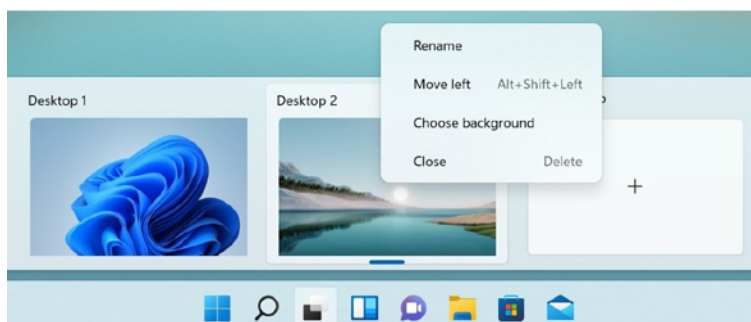 Rename
Move left Alt+Shift+Left
Desktop 1
Desktop 2
Choose background
Close Delete